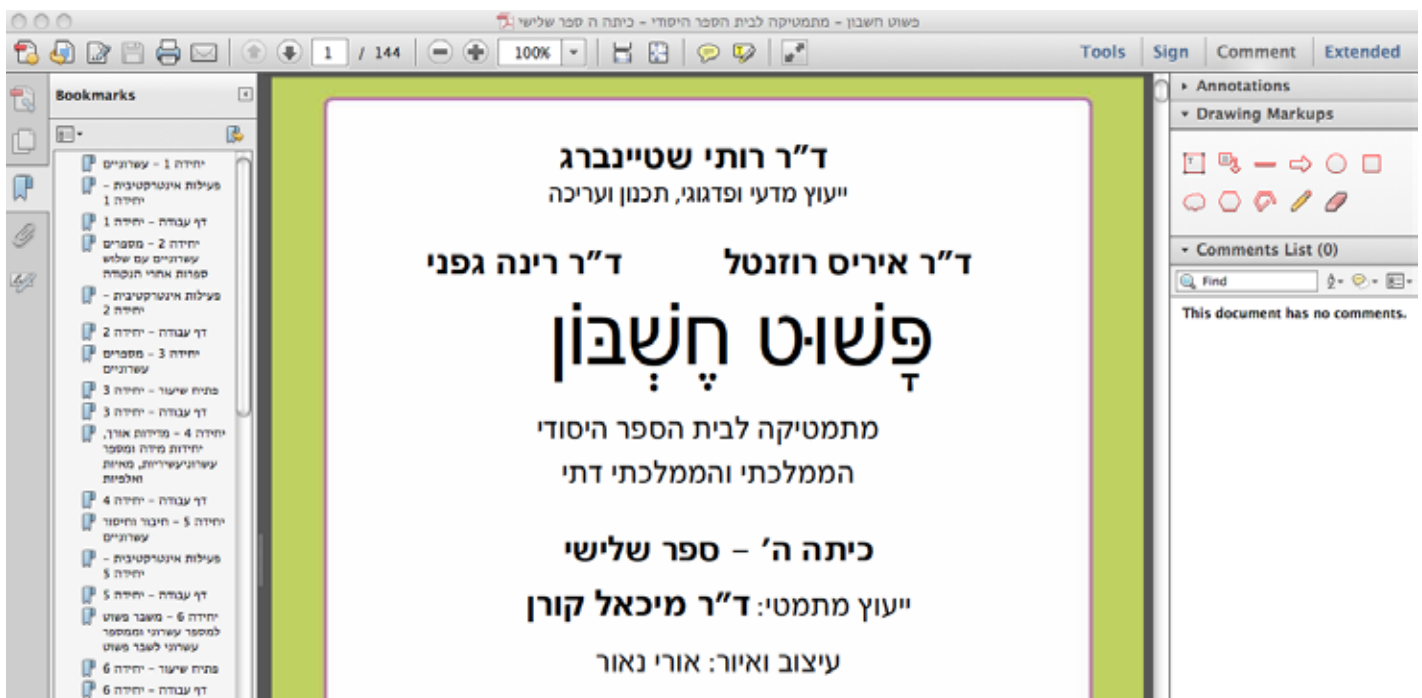 פשוט חשבון – מתמטיקה לבית הספר היסודי – כיתה ה ספר שלישי
1 / 144
100%
Tools
Sign
Comment
Extended
Bookmarks
יחידה 1 – עשרוניים
פעילות אינטרקטיבית –
יחידה 1
דף עבודה – יחידה 1
יחידה 2 – מספרים
עשרוניים עם שלוש
ספרות אחרי הנקודה
פעילות אינטרקטיבית –
יחידה 2
דף עבודה – יחידה 2
יחידה 3 – מספרים
עשרוניים
פתיח שיעור – יחידה 3
דף עבודה – יחידה 3
יחידה 4 – מדידות אורך,
יחידות מידה ומספר
עשרוניעשיריות, מאיות
ואלפיות
דף עבודה – יחידה 4
יחידה 5 – חיבור וחיסור
עשרוניים
פעילות אינטרקטיבית –
יחידה 5
דף עבודה – יחידה 5
יחידה 6 – משבר פשוט
למספר עשרוני וממספר
עשרוני לשבר פשוט
פתיח שיעור – יחידה 6
דף עבודה – יחידה 6
ד"ר רותי שטיינברג
ייעוץ מדעי ופדגוגי, תכנון ועריכה
ד"ר איריס רוזנטל ד"ר רינה גפני
פָּשׁוּט חֶשְׁבּוֹן
מתמטיקה לבית הספר היסודי
הממלכתי והממלכתי דתי
כיתה ה' – ספר שלישי
ייעוץ מתמטי: ד"ר מיכאל קורן
עיצוב ואיור: אורי נאור
Annotations
Drawing Markups
Comments List (0)
Find
This document has no comments.